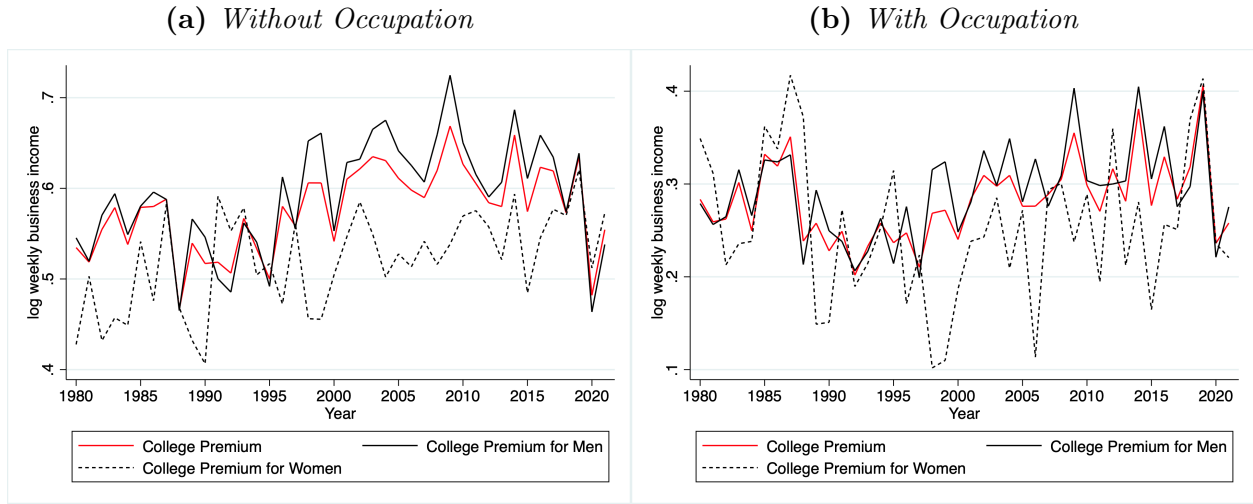 (a) Without Occupation
log weekly business income
.7
.6
.5
.4
1980 1985 1990 1995 2000 2005 2010 2015 2020
Year
College Premium College Premium for Men
College Premium for Women
(b) With Occupation
log weekly business income
.4
.3
.2
.1
1980 1985 1990 1995 2000 2005 2010 2015 2020
Year
College Premium College Premium for Men
College Premium for Women